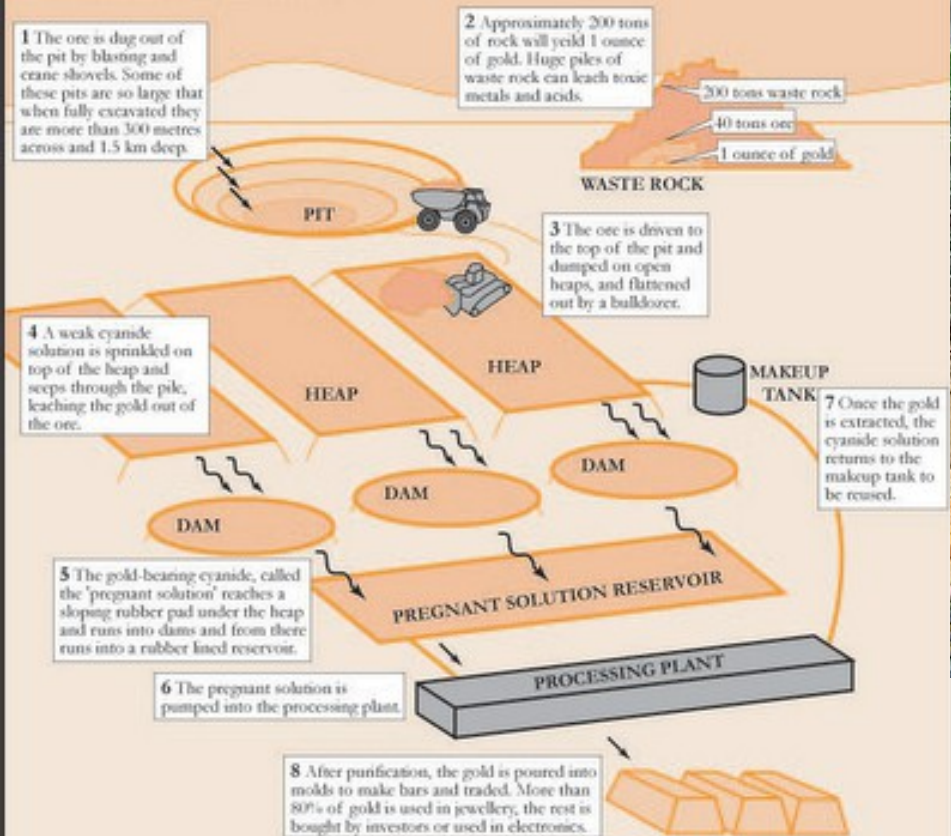 1 The ore is dug out of
the pit by blasting and
crane shovels. Some of
these pits are so large that
when fully excavated they
are more than 300 metres
across and 1.5 km deep.
2 Approximately 200 tons
of rock will yeild 1 ounce
of gold. Huge piles of
waste rock can leach toxic
metals and acids.
200 tons waste rock
40 tons ore
1 ounce of gold
WASTE ROCK
PIT
3 The ore is driven to
the top of the pit and
dumped on open
heaps, and flattened
out by a bulldozer.
4 A weak cyanide
solution is sprinkled on
top of the heap and
seeps through the pile,
leaching the gold out of
the ore.
HEAP
HEAP
MAKEUP
TANK
7 Once the gold
is extracted, the
cyanide solution
returns to the
makeup tank to
be reused.
DAM
DAM
DAM
5 The gold-bearing cyanide, called
the 'pregnant solution' reaches a
sloping rubber pad under the heap
and runs into dams and from there
runs into a rubber lined reservoir.
PREGNANT SOLUTION RESERVOIR
6 The pregnant solution is
pumped into the processing plant.
PROCESSING PLANT
8 After purification, the gold is poured into
molds to make bars and traded. More than
80% of gold is used in jewellery, the rest is
bought by investors or used in electronics.